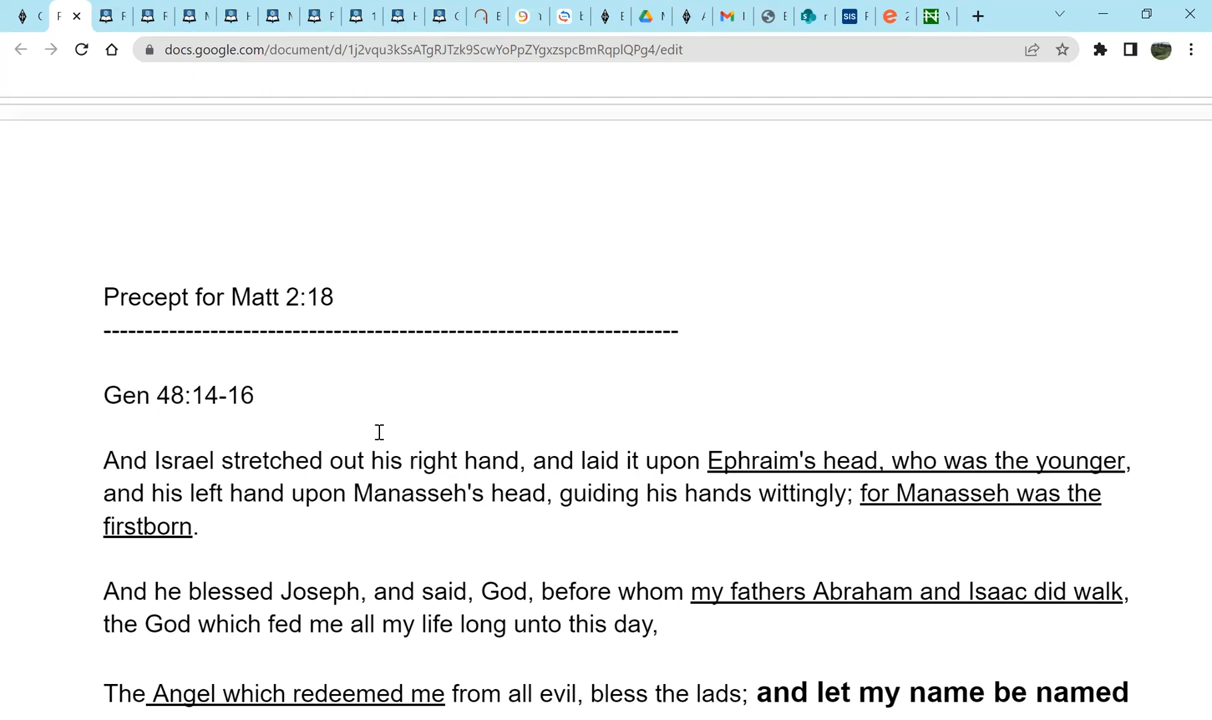 docs.google.com/document/d/1j2vqu3kSsATgRJTzk9ScwYoPpZYgxzspcBmRqplQPg4/edit
Precept for Matt 2:18
----------------------------------------------------------------------
Gen 48:14-16
And Israel stretched out his right hand, and laid it upon Ephraim's head, who was the younger,
and his left hand upon Manasseh's head, guiding his hands wittingly; for Manasseh was the
firstborn.
And he blessed Joseph, and said, God, before whom my fathers Abraham and Isaac did walk,
the God which fed me all my life long unto this day,
The Angel which redeemed me from all evil, bless the lads; and let my name be named